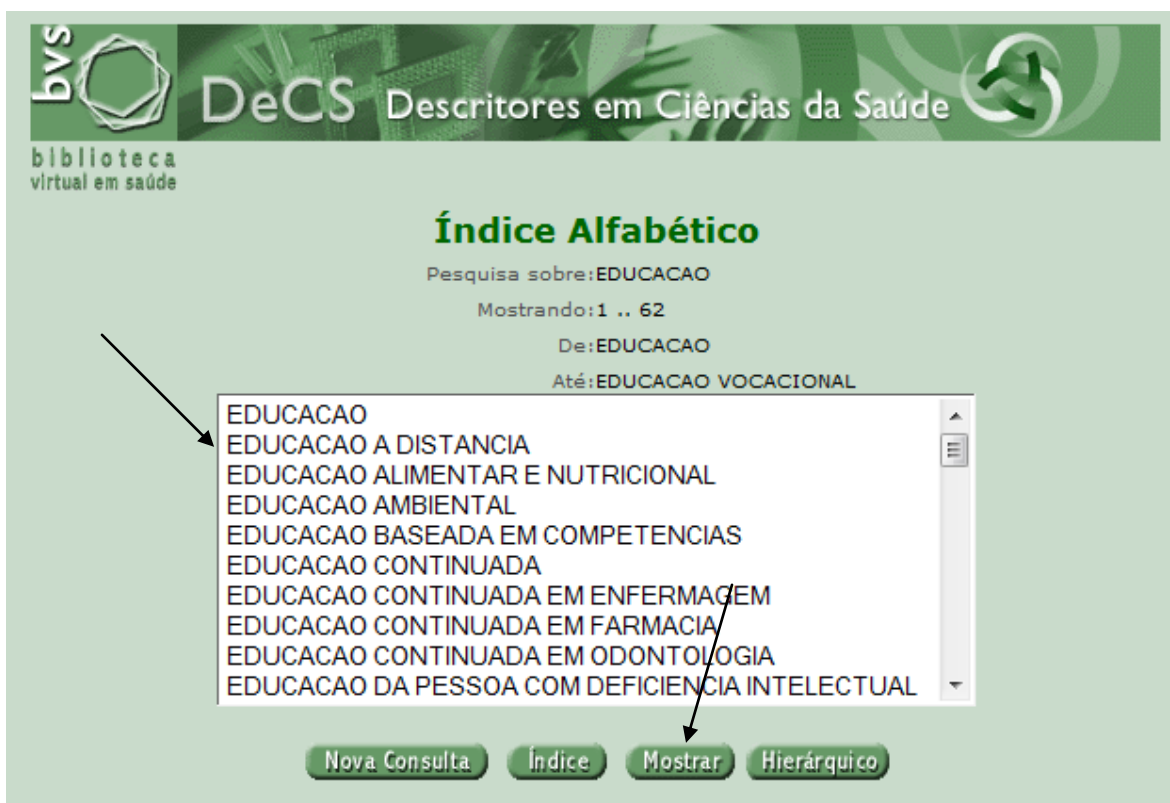 bvs
DeCS Descritores em Ciências da Saúde
biblioteca
virtual em saúde
Índice Alfabético
Pesquisa sobre:EDUCACAO
Mostrando:1 .. 62
De:EDUCACAO
Até:EDUCACAO VOCACIONAL
EDUCACAO
EDUCACAO A DISTANCIA
EDUCACAO ALIMENTAR E NUTRICIONAL
EDUCACAO AMBIENTAL
EDUCACAO BASEADA EM COMPETENCIAS
EDUCACAO CONTINUADA
EDUCACAO CONTINUADA EM ENFERMAGEM
EDUCACAO CONTINUADA EM FARMACIA
EDUCACAO CONTINUADA EM ODONTOLOGIA
EDUCACAO DA PESSOA COM DEFICIENCIA INTELECTUAL
Nova Consulta Índice Mostrar Hierárquico